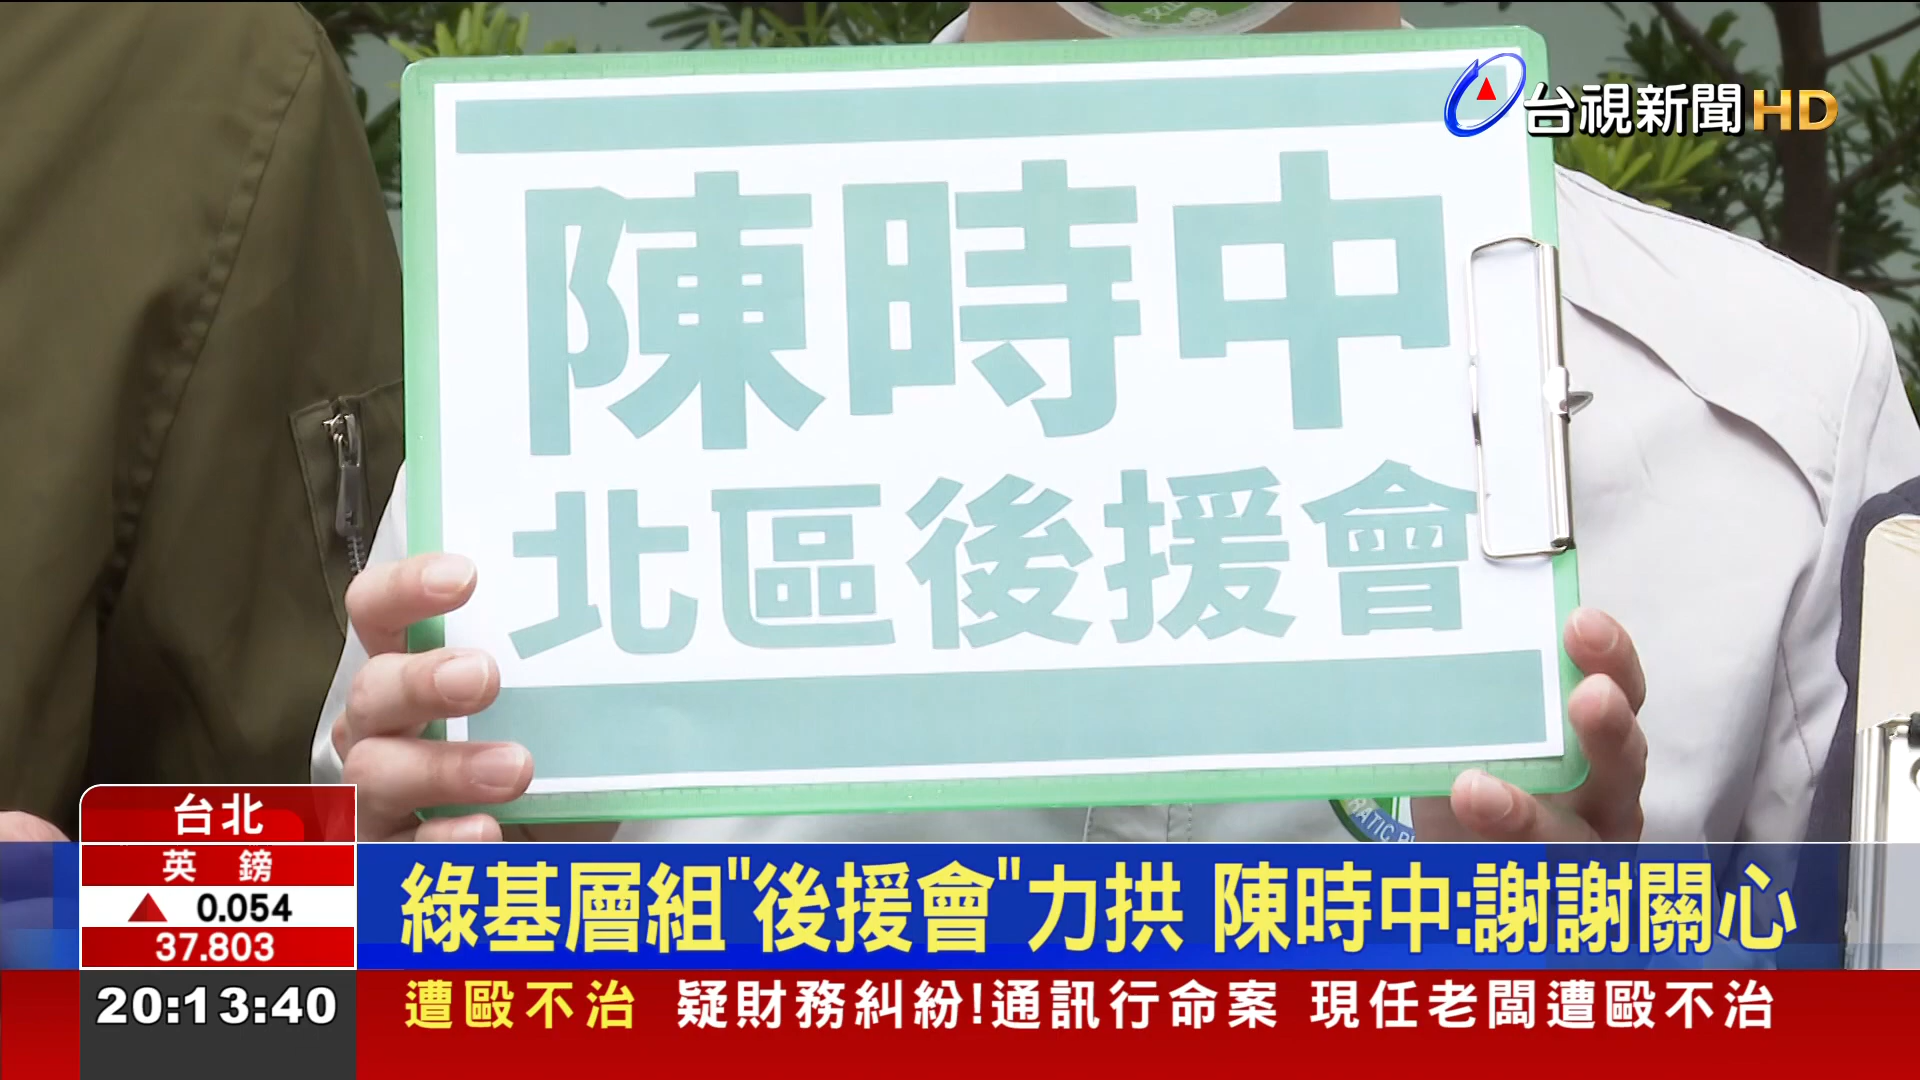 台視新聞HD
陳時中
北區後援會
RATIC P
台北
英 鎊
0.054
37.803
綠基層組"後援會"力拱 陳時中:謝謝關心
20:13:40
遭毆不治 疑財務糾紛!通訊行命案 現任老闆遭毆不治